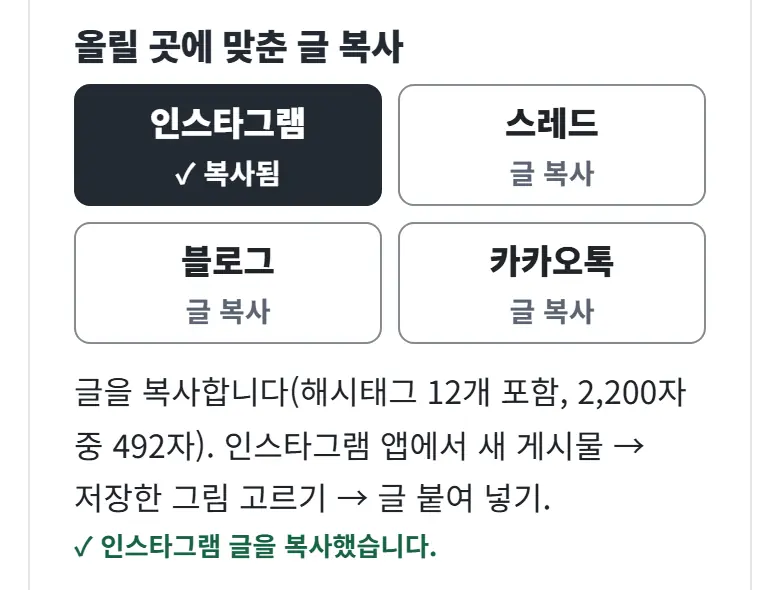 올릴 곳에 맞춘 글 복사
인스타그램
✓ 복사됨
스레드
글 복사
블로그
글 복사
카카오톡
글 복사
글을 복사합니다(해시태그 12개 포함, 2,200자
중 492자). 인스타그램 앱에서 새 게시물 →
저장한 그림 고르기 → 글 붙여 넣기.
✓ 인스타그램 글을 복사했습니다.